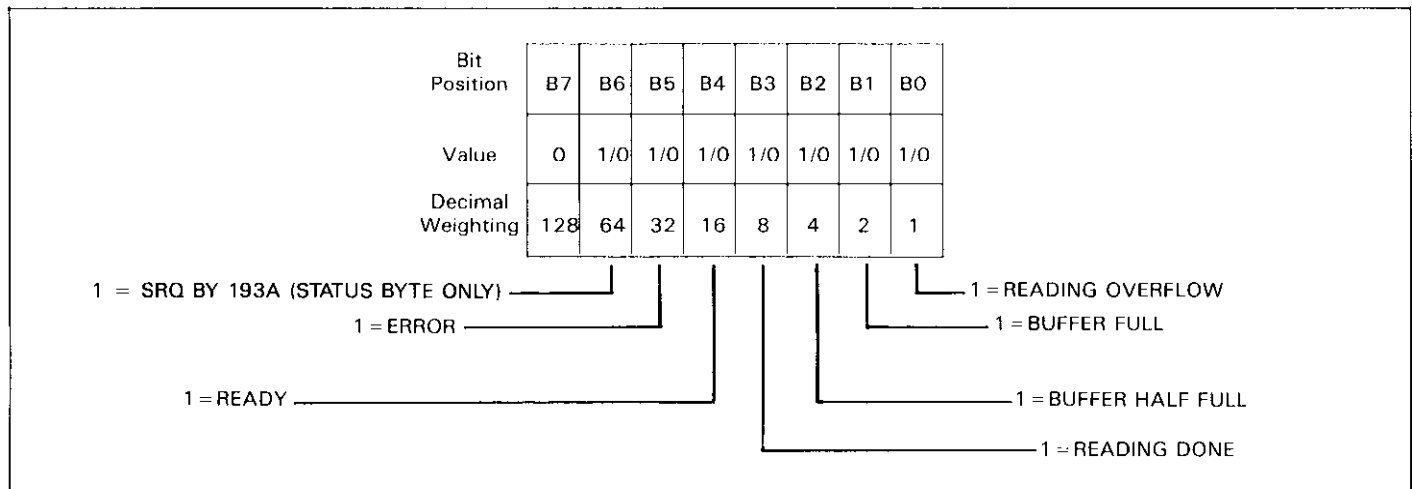 Bit
Position B7 B6 B5 B4 B3 B2 B1 B0
Value 0 1/0 1/0 1/0 1/0 1/0 1/0 1/0
Decimal
Weighting 128 64 32 16 8 4 2 1
1 = SRQ BY 193A (STATUS BYTE ONLY)
1 = READING OVERFLOW
1 = ERROR
1 = BUFFER FULL
1 = READY
1 = BUFFER HALF FULL
1 = READING DONE